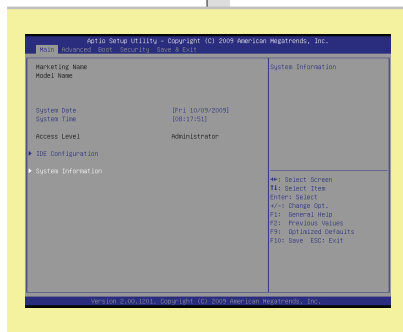 Aptio Setup Utility – Copyright (C) 2009 American Megatrends, Inc.
Main Advanced Boot Security Save & Exit
Marketing Name
Model Name
System Date [Fri 10/09/2009]
System Time [08:17:51]
Access Level Administrator
IDE Configuration
System Information
System Information
↔: Select Screen
↑↓: Select Item
Enter: Select
+/-: Change Opt.
F1: General Help
F2: Previous Values
F9: Optimized Defaults
F10: Save ESC: Exit
Version 2.00.1201. Copyright (C) 2009 American Megatrends, Inc.